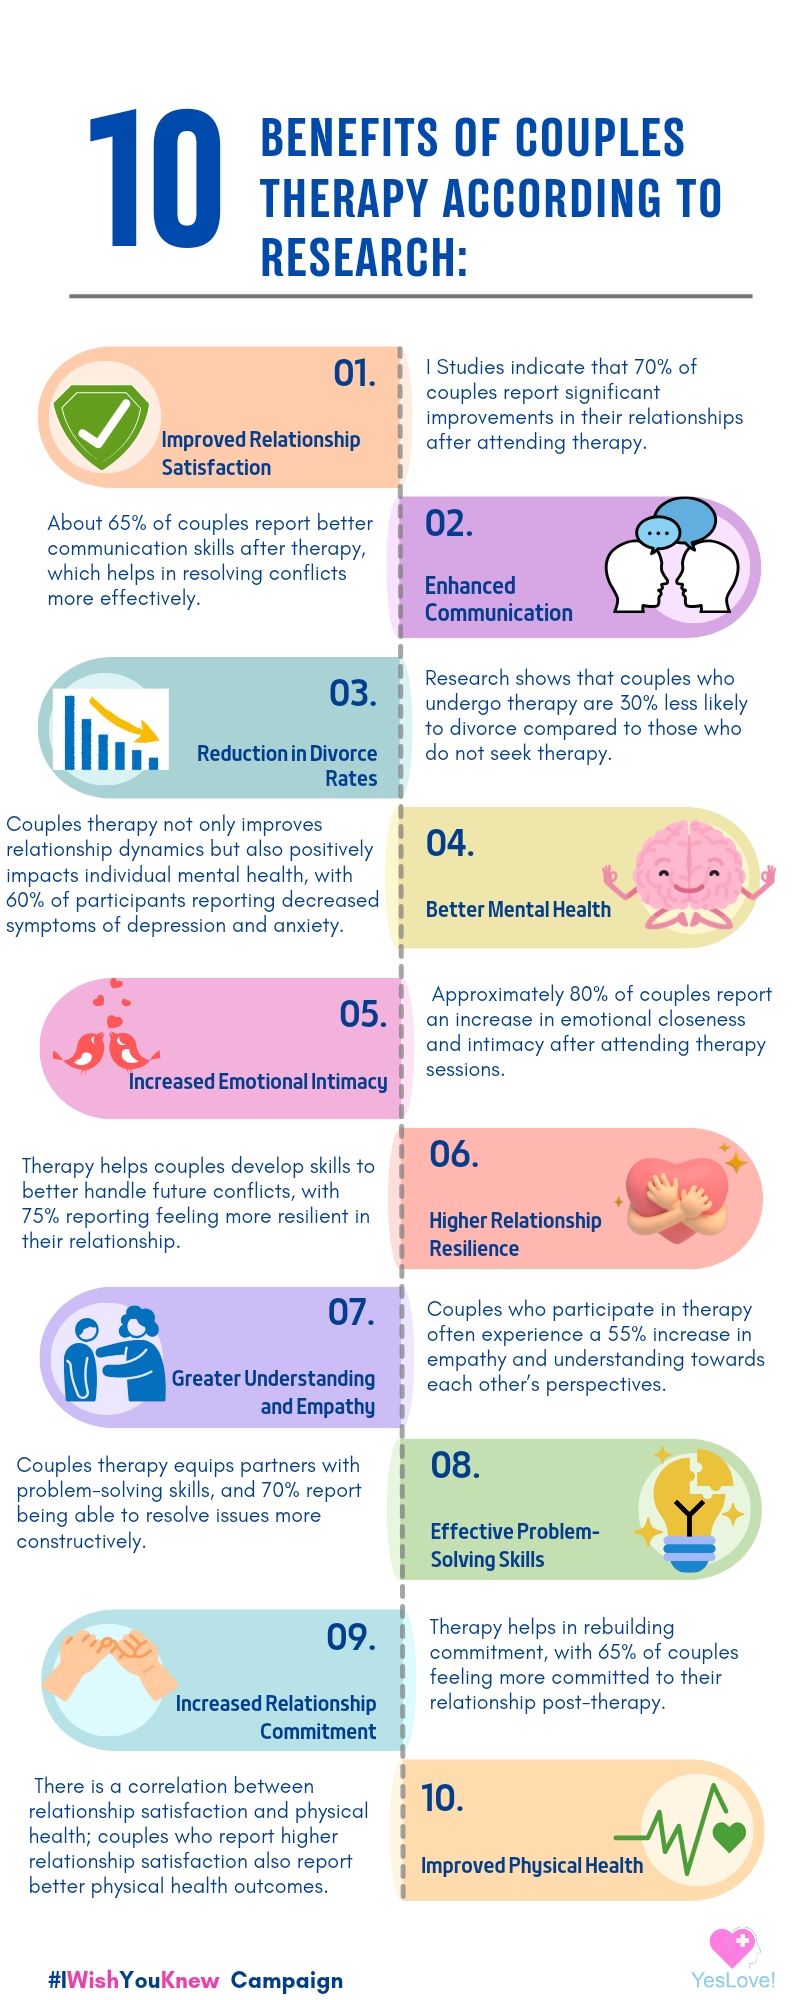 10
BENEFITS OF COUPLES
THERAPY ACCORDING TO
RESEARCH:
01.
Improved Relationship
Satisfaction
I Studies indicate that 70% of
couples report significant
improvements in their relationships
after attending therapy.
02.
Enhanced
Communication
About 65% of couples report better
communication skills after therapy,
which helps in resolving conflicts
more effectively.
03.
Reduction in Divorce
Rates
Research shows that couples who
undergo therapy are 30% less likely
to divorce compared to those who
do not seek therapy.
04.
Better Mental Health
Couples therapy not only improves
relationship dynamics but also positively
impacts individual mental health, with
60% of participants reporting decreased
symptoms of depression and anxiety.
05.
Increased Emotional Intimacy
Approximately 80% of couples report
an increase in emotional closeness
and intimacy after attending therapy
sessions.
06.
Higher Relationship
Resilience
Therapy helps couples develop skills to
better handle future conflicts, with
75% reporting feeling more resilient in
their relationship.
07.
Greater Understanding
and Empathy
Couples who participate in therapy
often experience a 55% increase in
empathy and understanding towards
each other's perspectives.
08.
Effective Problem-
Solving Skills
Couples therapy equips partners with
problem-solving skills, and 70% report
being able to resolve issues more
constructively.
09.
Increased Relationship
Commitment
Therapy helps in rebuilding
commitment, with 65% of couples
feeling more committed to their
relationship post-therapy.
10.
Improved Physical Health
There is a correlation between
relationship satisfaction and physical
health; couples who report higher
relationship satisfaction also report
better physical health outcomes.
#IWishYouKnew Campaign
YesLove!